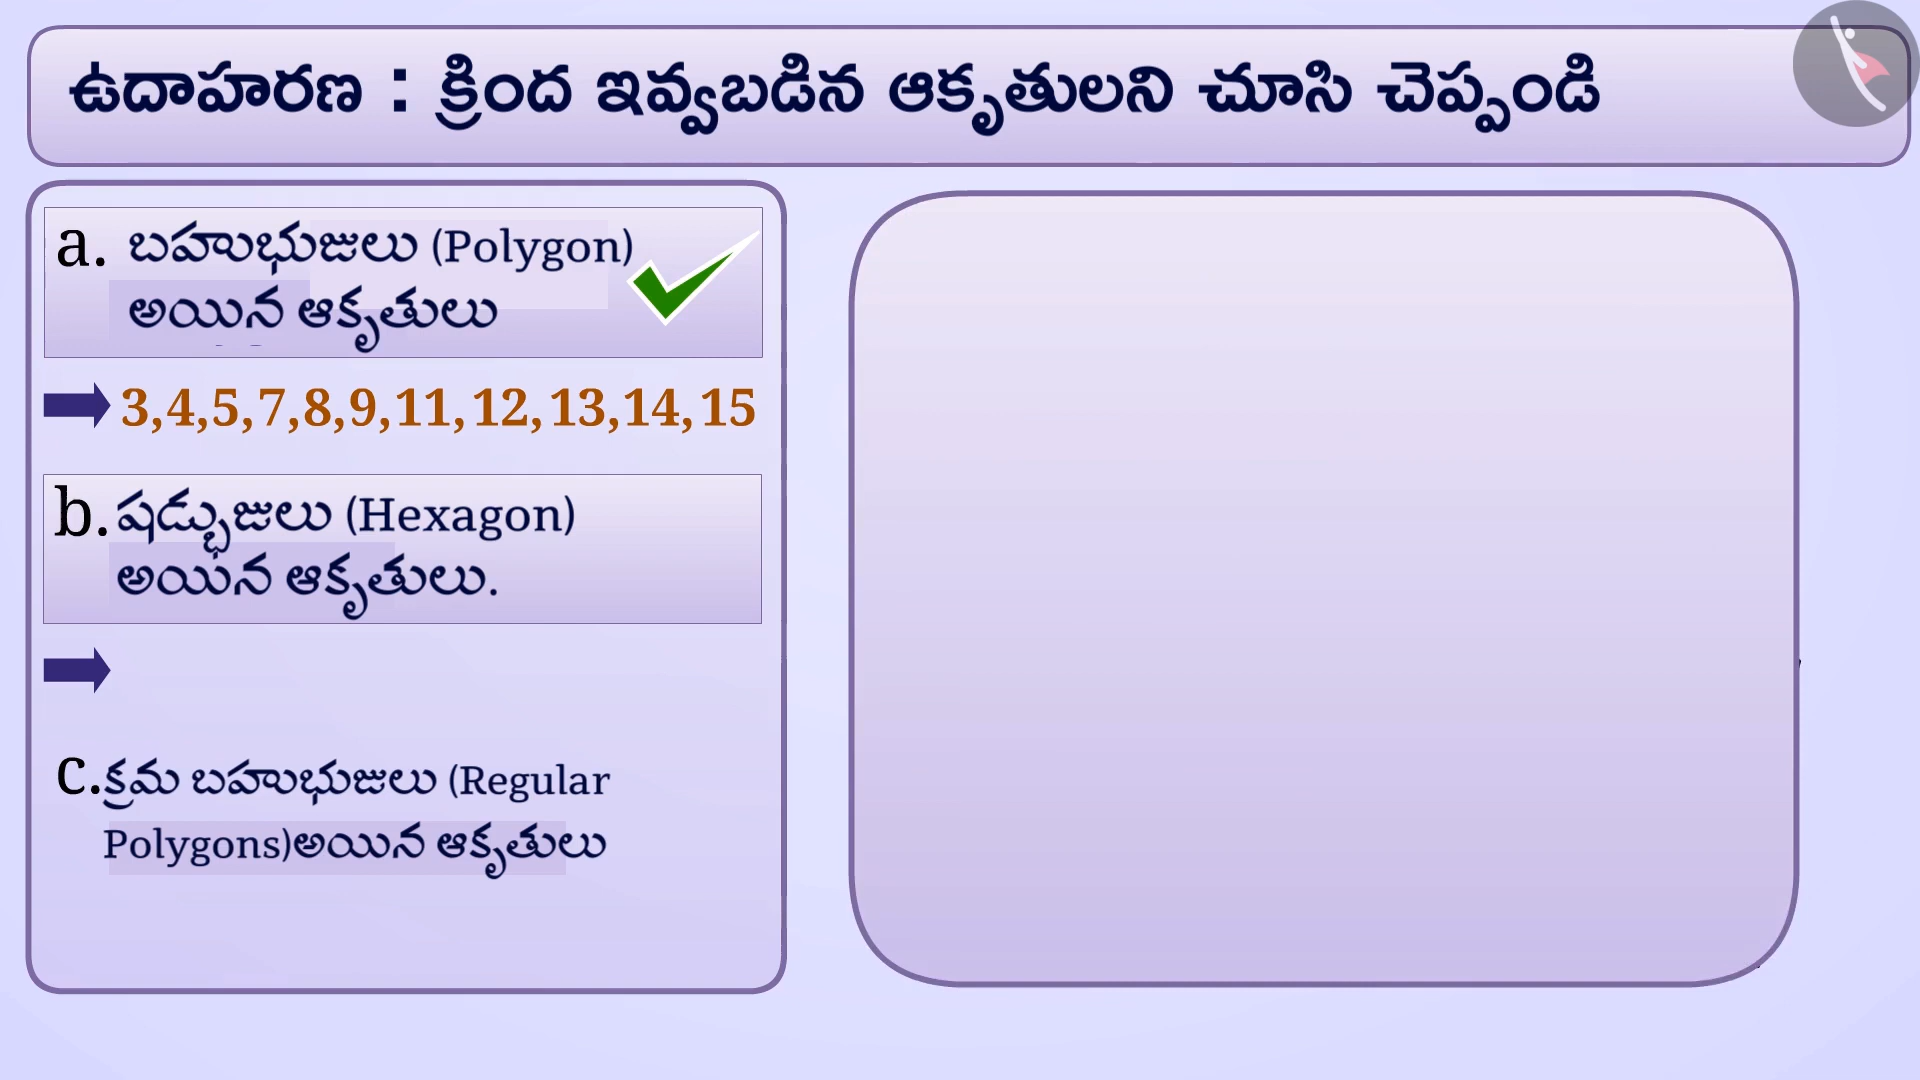 ఉదాహరణ : క్రింద ఇవ్వబడిన ఆకృతులని చూసి చెప్పండి
a. బహుభుజులు (Polygon)
అయిన ఆకృతులు
3,4,5,7,8,9,11,12,13,14,15
b. షడ్భుజులు (Hexagon)
అయిన ఆకృతులు.
c. క్రమ బహుభుజులు (Regular
Polygons)అయిన ఆకృతులు